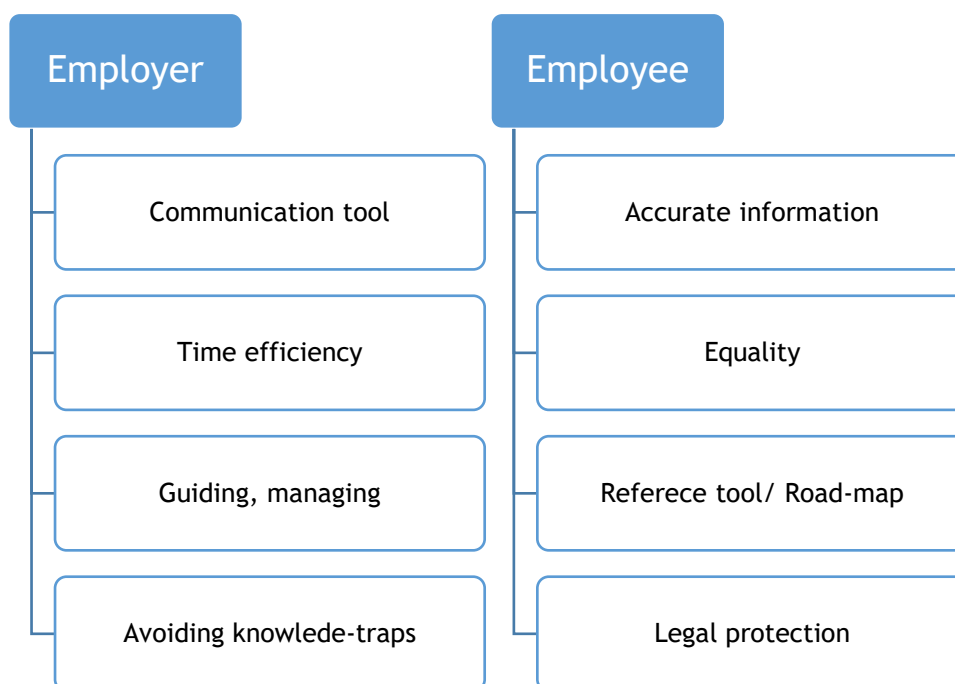 Employer
Communication tool
Time efficiency
Guiding, managing
Avoiding knowlede-traps
Employee
Accurate information
Equality
Referece tool/ Road-map
Legal protection